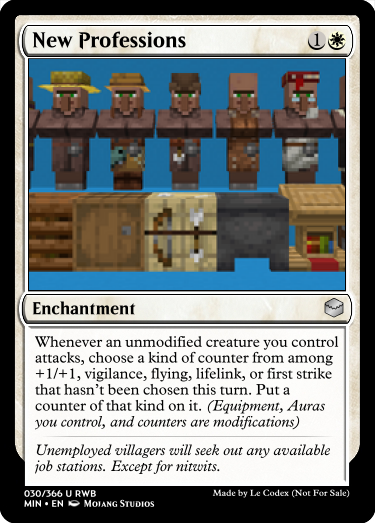 New Professions 1
Enchantment
Whenever an unmodified creature you control
attacks, choose a kind of counter from among
+1/+1, vigilance, flying, lifelink, or first strike
that hasn't been chosen this turn. Put a
counter of that kind on it. (Equipment, Auras
you control, and counters are modifications)
Unemployed villagers will seek out any available
job stations. Except for nitwits.
030/366 U RWB
Made by Le Codex (Not For Sale)
MIN • EN Mojang Studios